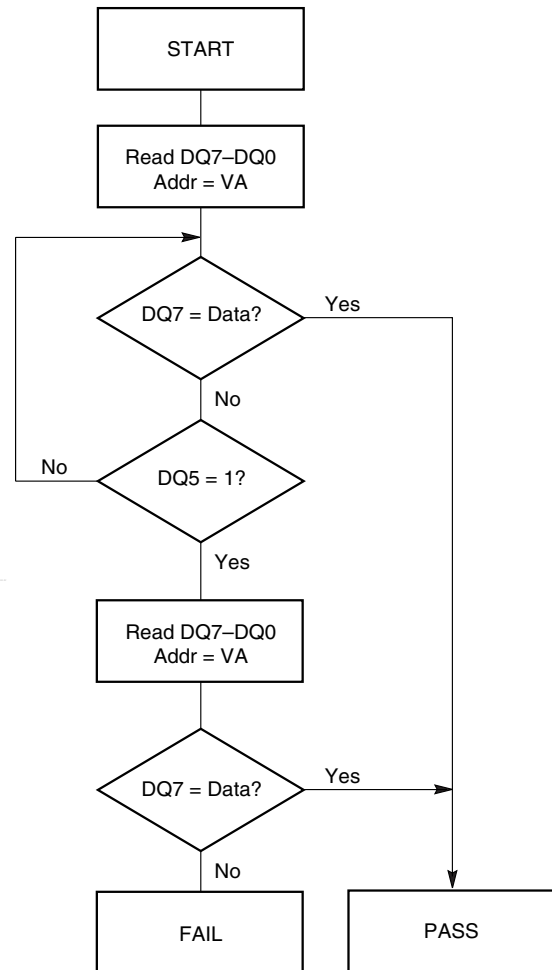 START
Read DQ7–DQ0
Addr = VA
DQ7 = Data?
Yes
No
No
DQ5 = 1?
Yes
Read DQ7–DQ0
Addr = VA
DQ7 = Data?
Yes
No
FAIL
PASS